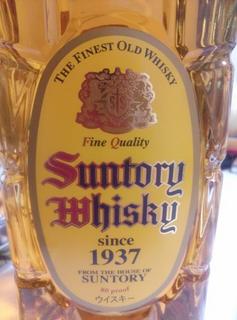 THE FINEST OLD WHISKY
Fine Quality
Suntory
Whisky
since
1937
FROM THE HOUSE OF
SUNTORY
80 proof
ウイスキー